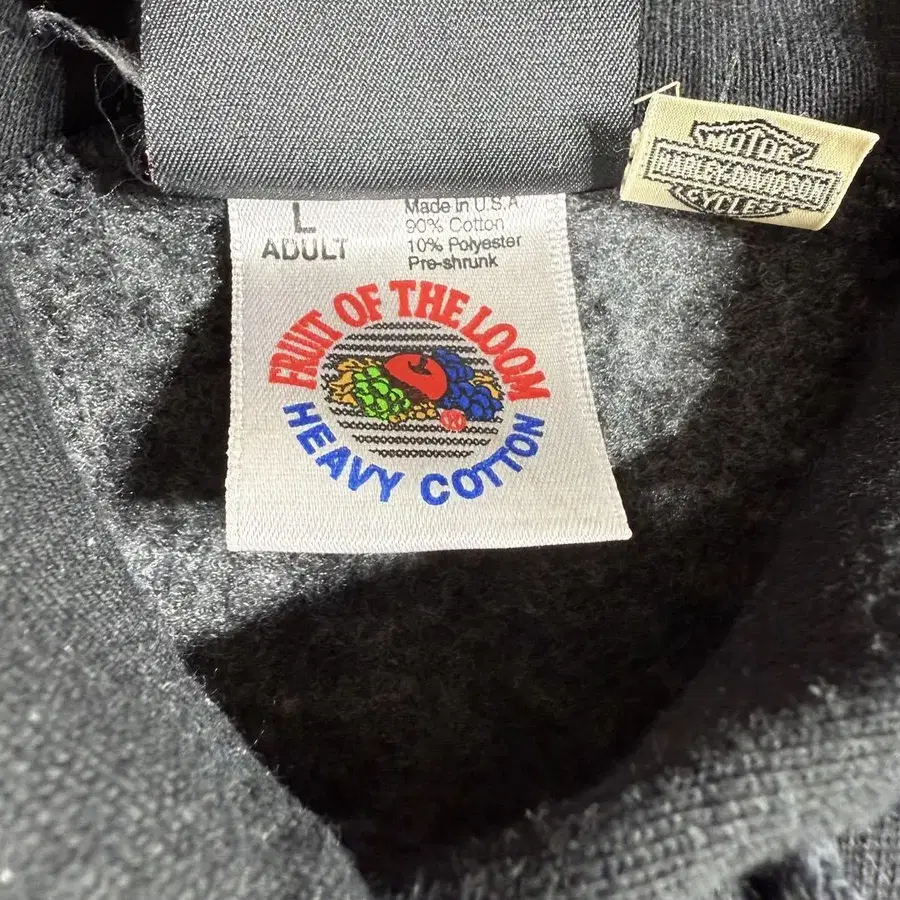 L
ADULT
Made in U.S.A.
90% Cotton
10% Polyester
Pre-shrunk
FRUIT OF THE LOOM
HEAVY COTTON
MOTOR
HARLEY-DAVIDSON
CYCLES